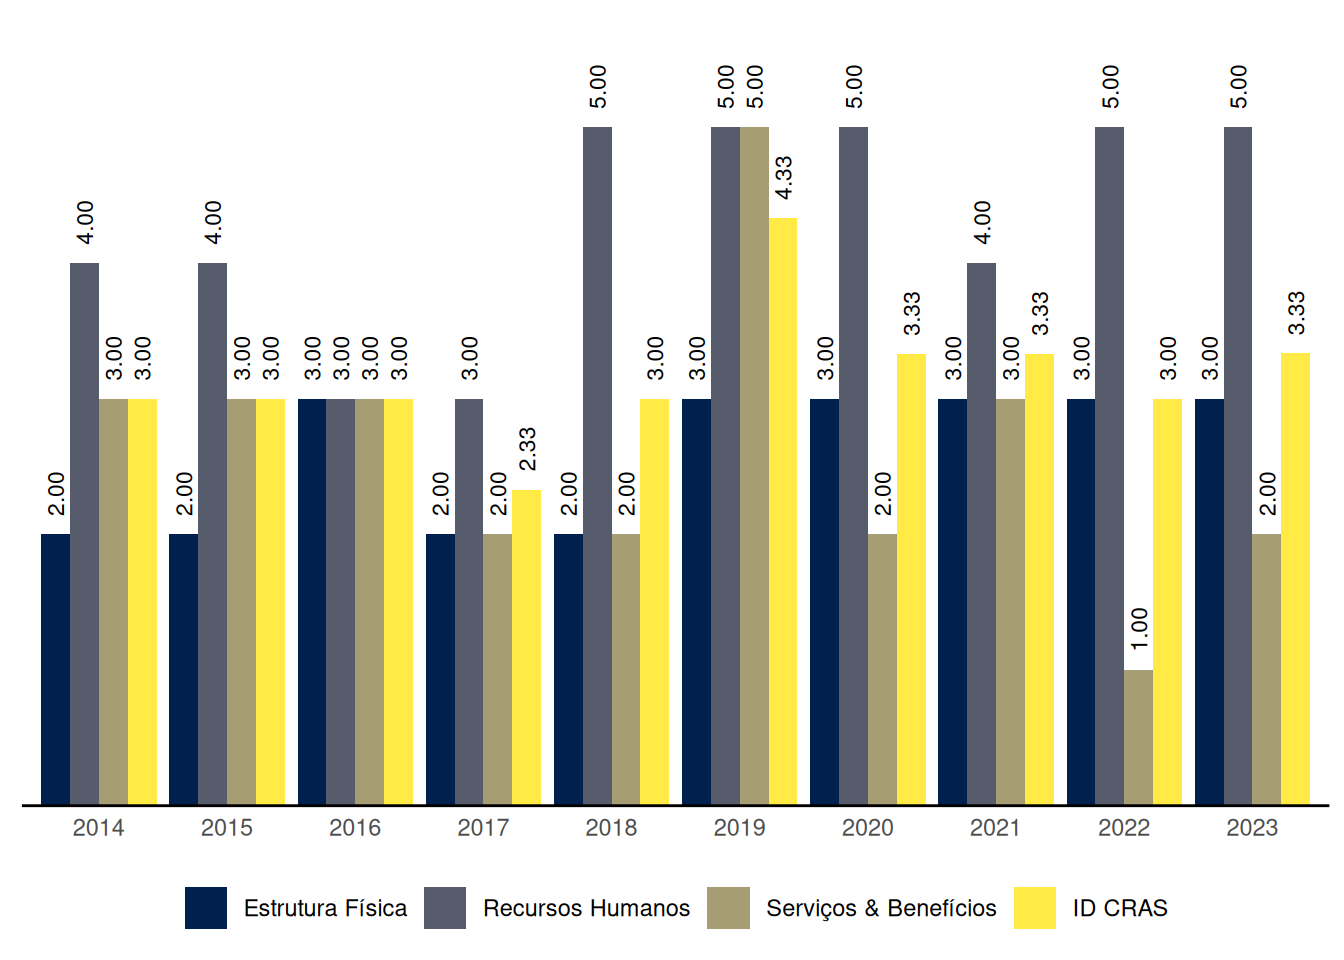 5.00 5.00 5.00 5.00 5.00 5.00
4.33
4.00 4.00 4.00
3.33 3.33 3.33
3.00 3.00 3.00 3.00 3.00 3.00 3.00 3.00 3.00 3.00 3.00 3.00 3.00 3.00 3.00 3.00 3.00
2.33
2.00 2.00 2.00 2.00 2.00 2.00 2.00 2.00
1.00
2014 2015 2016 2017 2018 2019 2020 2021 2022 2023
Estrutura Física Recursos Humanos Serviços & Benefícios ID CRAS